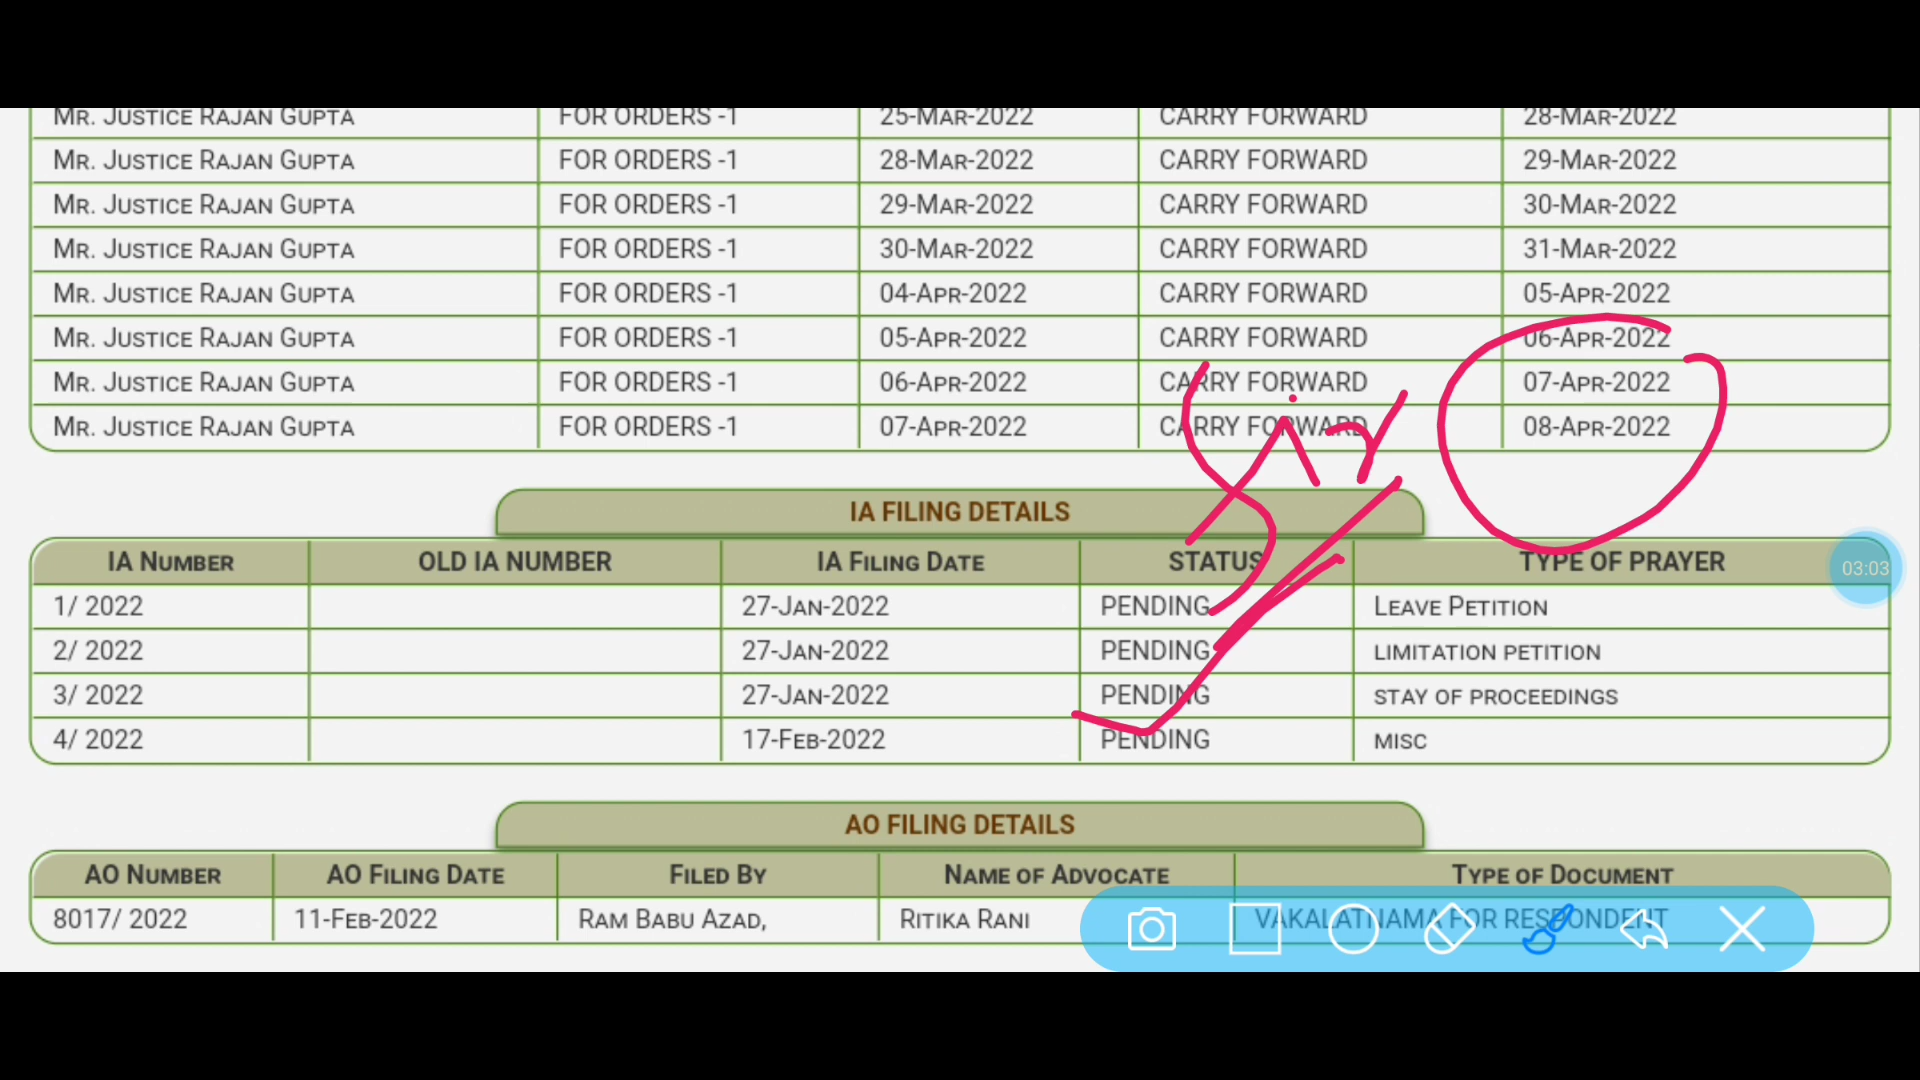 MR. JUSTICE RAJAN GUPTA FOR ORDERS -1 25-MAR-2022 CARRY FORWARD 28-MAR-2022
MR. JUSTICE RAJAN GUPTA FOR ORDERS -1 28-MAR-2022 CARRY FORWARD 29-MAR-2022
MR. JUSTICE RAJAN GUPTA FOR ORDERS -1 29-MAR-2022 CARRY FORWARD 30-MAR-2022
MR. JUSTICE RAJAN GUPTA FOR ORDERS -1 30-MAR-2022 CARRY FORWARD 31-MAR-2022
MR. JUSTICE RAJAN GUPTA FOR ORDERS -1 04-APR-2022 CARRY FORWARD 05-APR-2022
MR. JUSTICE RAJAN GUPTA FOR ORDERS -1 05-APR-2022 CARRY FORWARD 06-APR-2022
MR. JUSTICE RAJAN GUPTA FOR ORDERS -1 06-APR-2022 CARRY FORWARD 07-APR-2022
MR. JUSTICE RAJAN GUPTA FOR ORDERS -1 07-APR-2022 CARRY FORWARD 08-APR-2022
IA FILING DETAILS
IA NUMBER OLD IA NUMBER IA FILING DATE STATUS TYPE OF PRAYER
03:03
1/ 2022 27-JAN-2022 PENDING LEAVE PETITION
2/ 2022 27-JAN-2022 PENDING LIMITATION PETITION
3/ 2022 27-JAN-2022 PENDING STAY OF PROCEEDINGS
4/ 2022 17-FEB-2022 PENDING MISC
AO FILING DETAILS
AO NUMBER AO FILING DATE FILED BY NAME OF ADVOCATE TYPE OF DOCUMENT
8017/ 2022 11-FEB-2022 RAM BABU AZAD, RITIKA RANI VAKALATNAMA FOR RESPONDENT